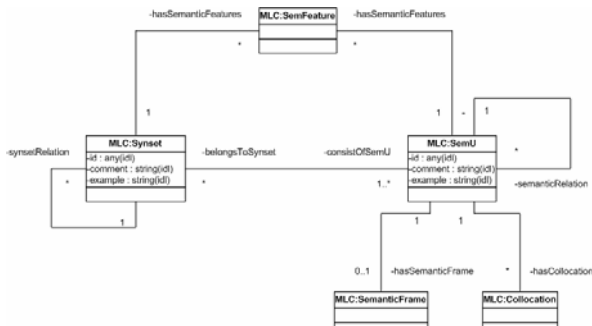 -hasSemanticFeatures
MLC:SemFeature
-hasSemanticFeatures
*
*
1
1
*
1
-synsetRelation
MLC:Synset
-id : any(idl)
-comment : string(idl)
-example : string(idl)
-belongsToSynset
-consistOfSemU
MLC:SemU
-id : any(idl)
-comment : string(idl)
-example : string(idl)
*
*
*
1..*
-semanticRelation
1
1
1
0..1
-hasSemanticFrame
*
-hasCollocation
MLC:SemanticFrame
MLC:Collocation